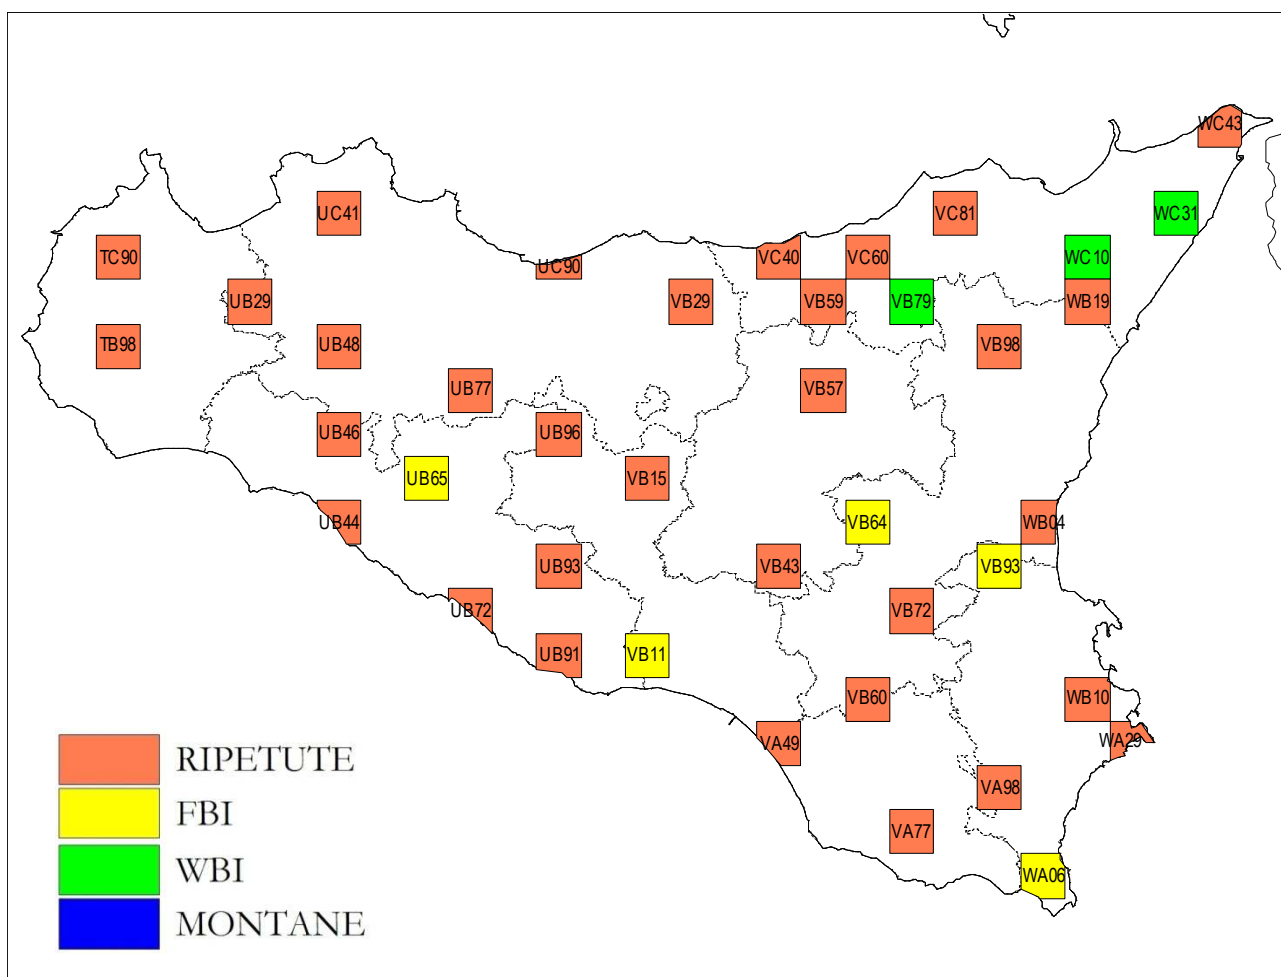 WC43
UC41
VC81
WC31
TC90
UC90
VC40
VC60
WC10
UB29
VB29
VB59
VB79
WB19
TB98
UB48
VB98
UB77
VB57
UB46
UB96
UB65
VB15
UB44
VB64
WB04
UB93
VB43
VB93
UB72
VB72
UB91
VB11
VB60
WB10
VA49
WA29
RIPETUTE
VA98
FBI
VA77
WBI
WA06
MONTANE